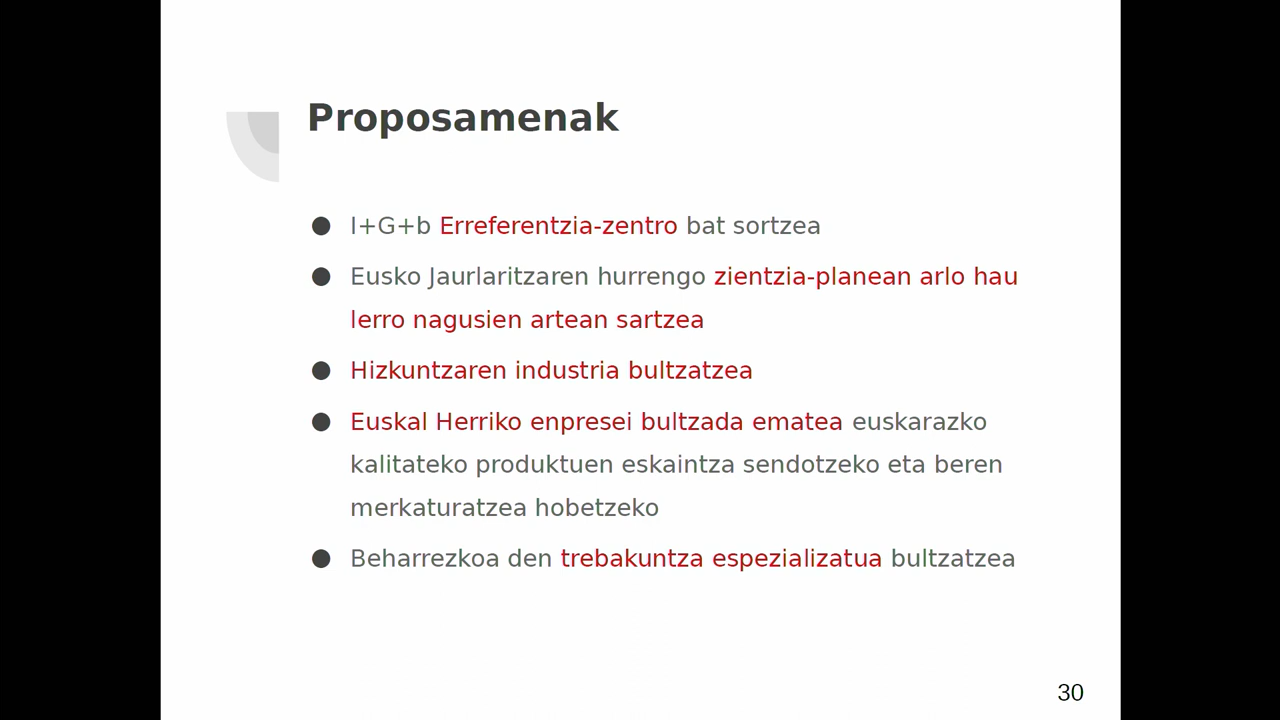 Proposamenak
● I+G+b Erreferentzia-zentro bat sortzea
● Eusko Jaurlaritzaren hurrengo zientzia-planean arlo hau
lerro nagusien artean sartzea
● Hizkuntzaren industria bultzatzea
● Euskal Herriko enpresei bultzada ematea euskarazko
kalitateko produktuen eskaintza sendotzeko eta beren
merkaturatzea hobetzeko
● Beharrezkoa den trebakuntza espezializatua bultzatzea
30